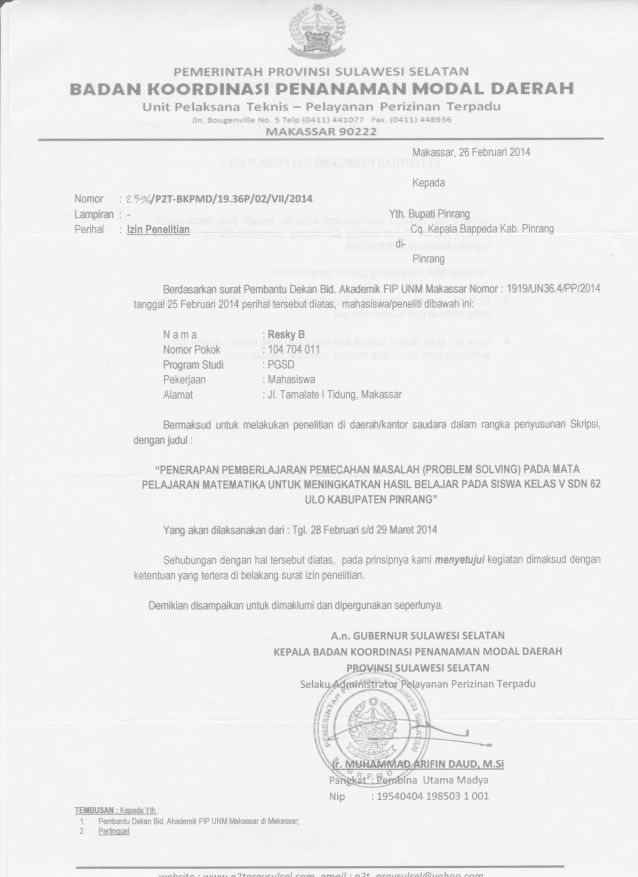 PEMERINTAH PROVINSI SULAWESI SELATAN
BADAN KOORDINASI PENANAMAN MODAL DAERAH
Unit Pelaksana Teknis – Pelayanan Perizinan Terpadu
Jln. Bougenville No. 5 Telp (0411) 441077 Fax. (0411) 448936
MAKASSAR 90222
Makassar, 26 Februari 2014
Kepada
Nomor : /P2T-BKPMD/19.36P/02/VII/2014
Lampiran : -
Perihal : Izin Penelitian
Yth. Bupati Pinrang
Cq. Kepala Bappeda Kab. Pinrang
di-
Pinrang
Berdasarkan surat Pembantu Dekan Bid. Akademik FIP UNM Makassar Nomor : 1919/UN36.4/PP/2014
tanggal 25 Februari 2014 perihal tersebut diatas, mahasiswa/peneliti dibawah ini:
N a m a : Resky B
Nomor Pokok : 104 704 011
Program Studi : PGSD
Pekerjaan : Mahasiswa
Alamat : Jl. Tamalate I Tidung, Makassar
Bermaksud untuk melakukan penelitian di daerah/kantor saudara dalam rangka penyusunan Skripsi,
dengan judul :
“PENERAPAN PEMBERLAJARAN PEMECAHAN MASALAH (PROBLEM SOLVING) PADA MATA
PELAJARAN MATEMATIKA UNTUK MENINGKATKAN HASIL BELAJAR PADA SISWA KELAS V SDN 62
ULO KABUPATEN PINRANG”
Yang akan dilaksanakan dari : Tgl. 28 Februari s/d 29 Maret 2014
Sehubungan dengan hal tersebut diatas, pada prinsipnya kami menyetujui kegiatan dimaksud dengan
ketentuan yang tertera di belakang surat izin penelitian.
Demikian disampaikan untuk dimaklumi dan dipergunakan seperlunya.
A.n. GUBERNUR SULAWESI SELATAN
KEPALA BADAN KOORDINASI PENANAMAN MODAL DAERAH
PROVINSI SULAWESI SELATAN
Selaku Administrator Pelayanan Perizinan Terpadu
Ir. MUHAMMAD ARIFIN DAUD, M.Si
Pangkat : Pembina Utama Madya
Nip : 19540404 198503 1 001
TEMBUSAN : Kepada Yth :
1. Pembantu Dekan Bid. Akademik FIP UNM Makassar di Makassar;
2. Pertinggal